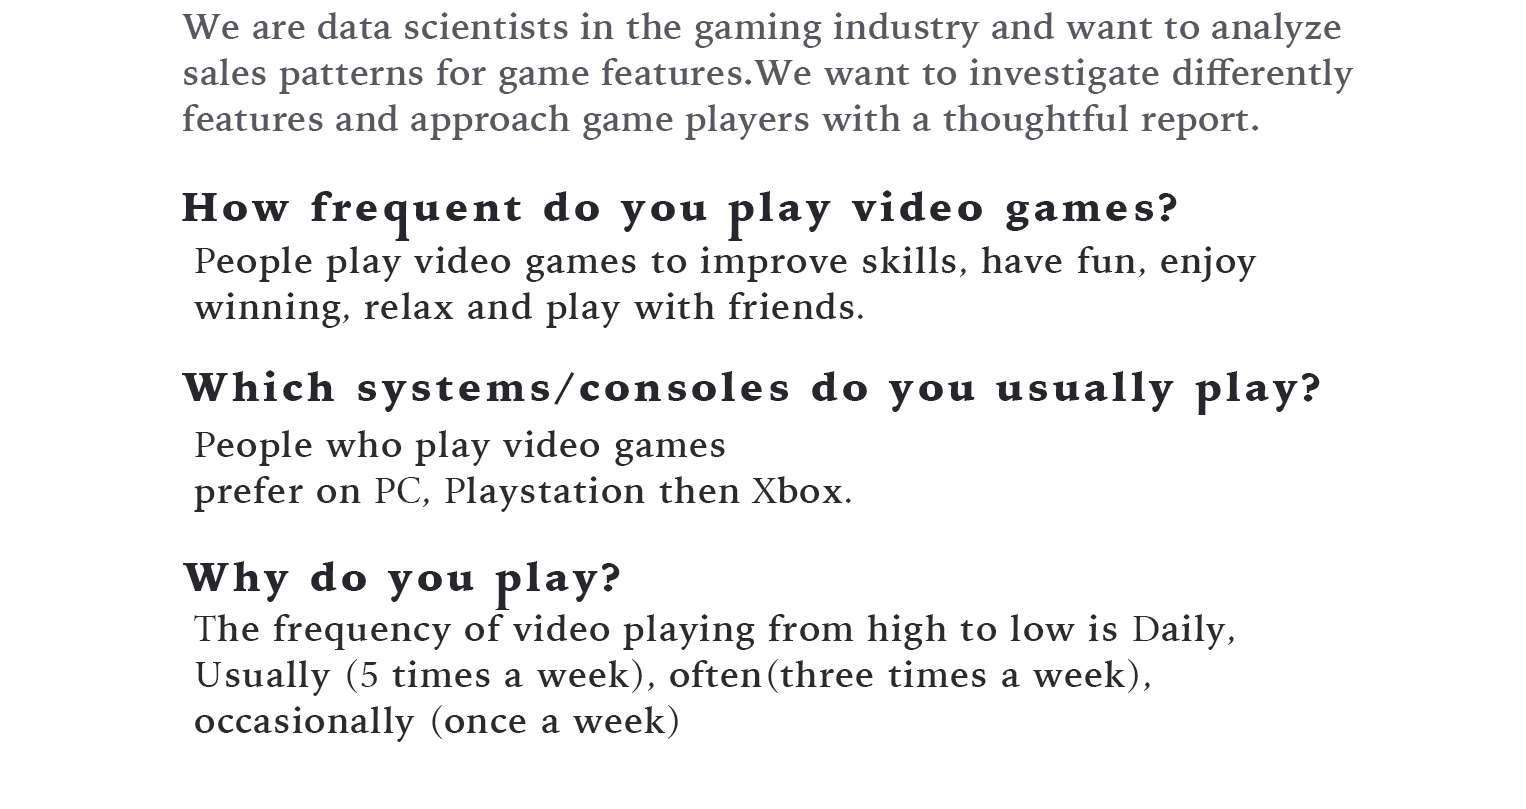 We are data scientists in the gaming industry and want to analyze
sales patterns for game features.We want to investigate differently
features and approach game players with a thoughtful report.
How frequent do you play video games?
People play video games to improve skills, have fun, enjoy
winning, relax and play with friends.
Which systems/consoles do you usually play?
People who play video games
prefer on PC, Playstation then Xbox.
Why do you play?
The frequency of video playing from high to low is Daily,
Usually (5 times a week), often(three times a week),
occasionally (once a week)